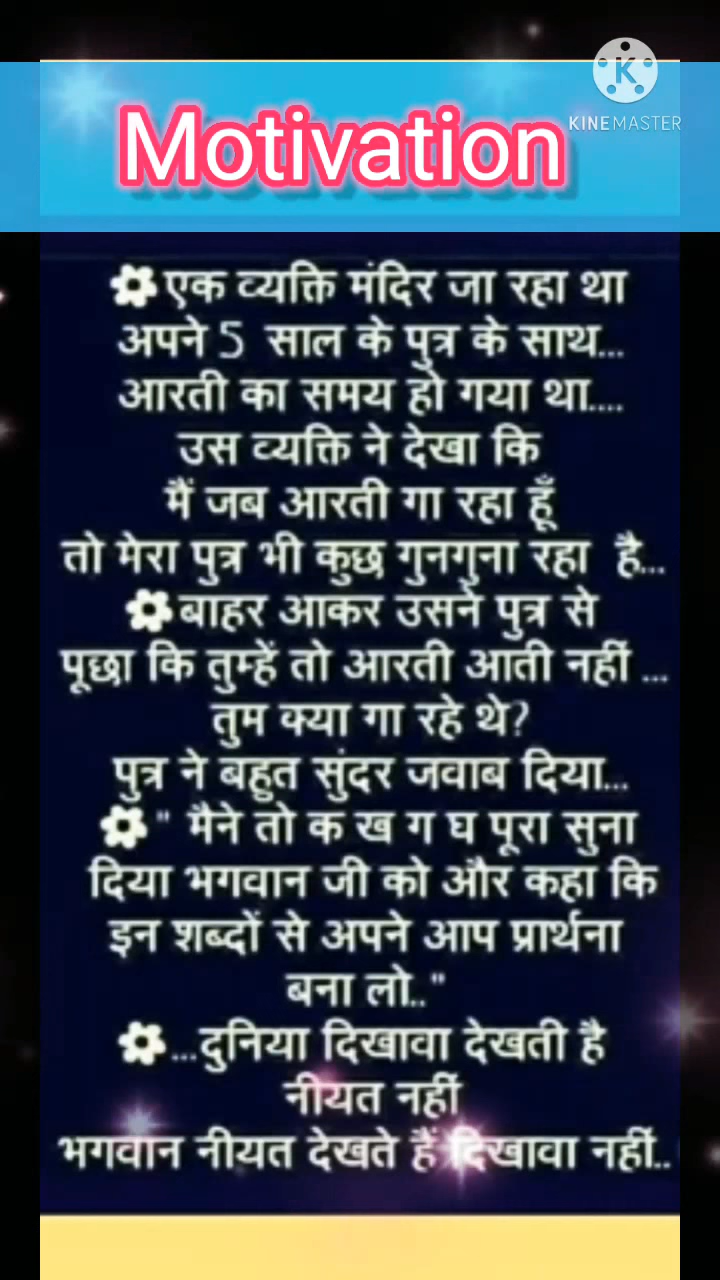 KINEMASTER
Motivation
एक व्यक्ति मंदिर जा रहा था
अपने 5 साल के पुत्र के साथ...
आरती का समय हो गया था....
उस व्यक्ति ने देखा कि
मैं जब आरती गा रहा हूँ
तो मेरा पुत्र भी कुछ गुनगुना रहा है...
बाहर आकर उसने पुत्र से
पूछा कि तुम्हें तो आरती आती नहीं ...
तुम क्या गा रहे थे?
पुत्र ने बहुत सुंदर जवाब दिया...
" मैने तो क ख ग घ पूरा सुना
दिया भगवान जी को और कहा कि
इन शब्दों से अपने आप प्रार्थना
बना लो.."
...दुनिया दिखावा देखती है
नीयत नहीं
भगवान नीयत देखते हैं दिखावा नहीं..